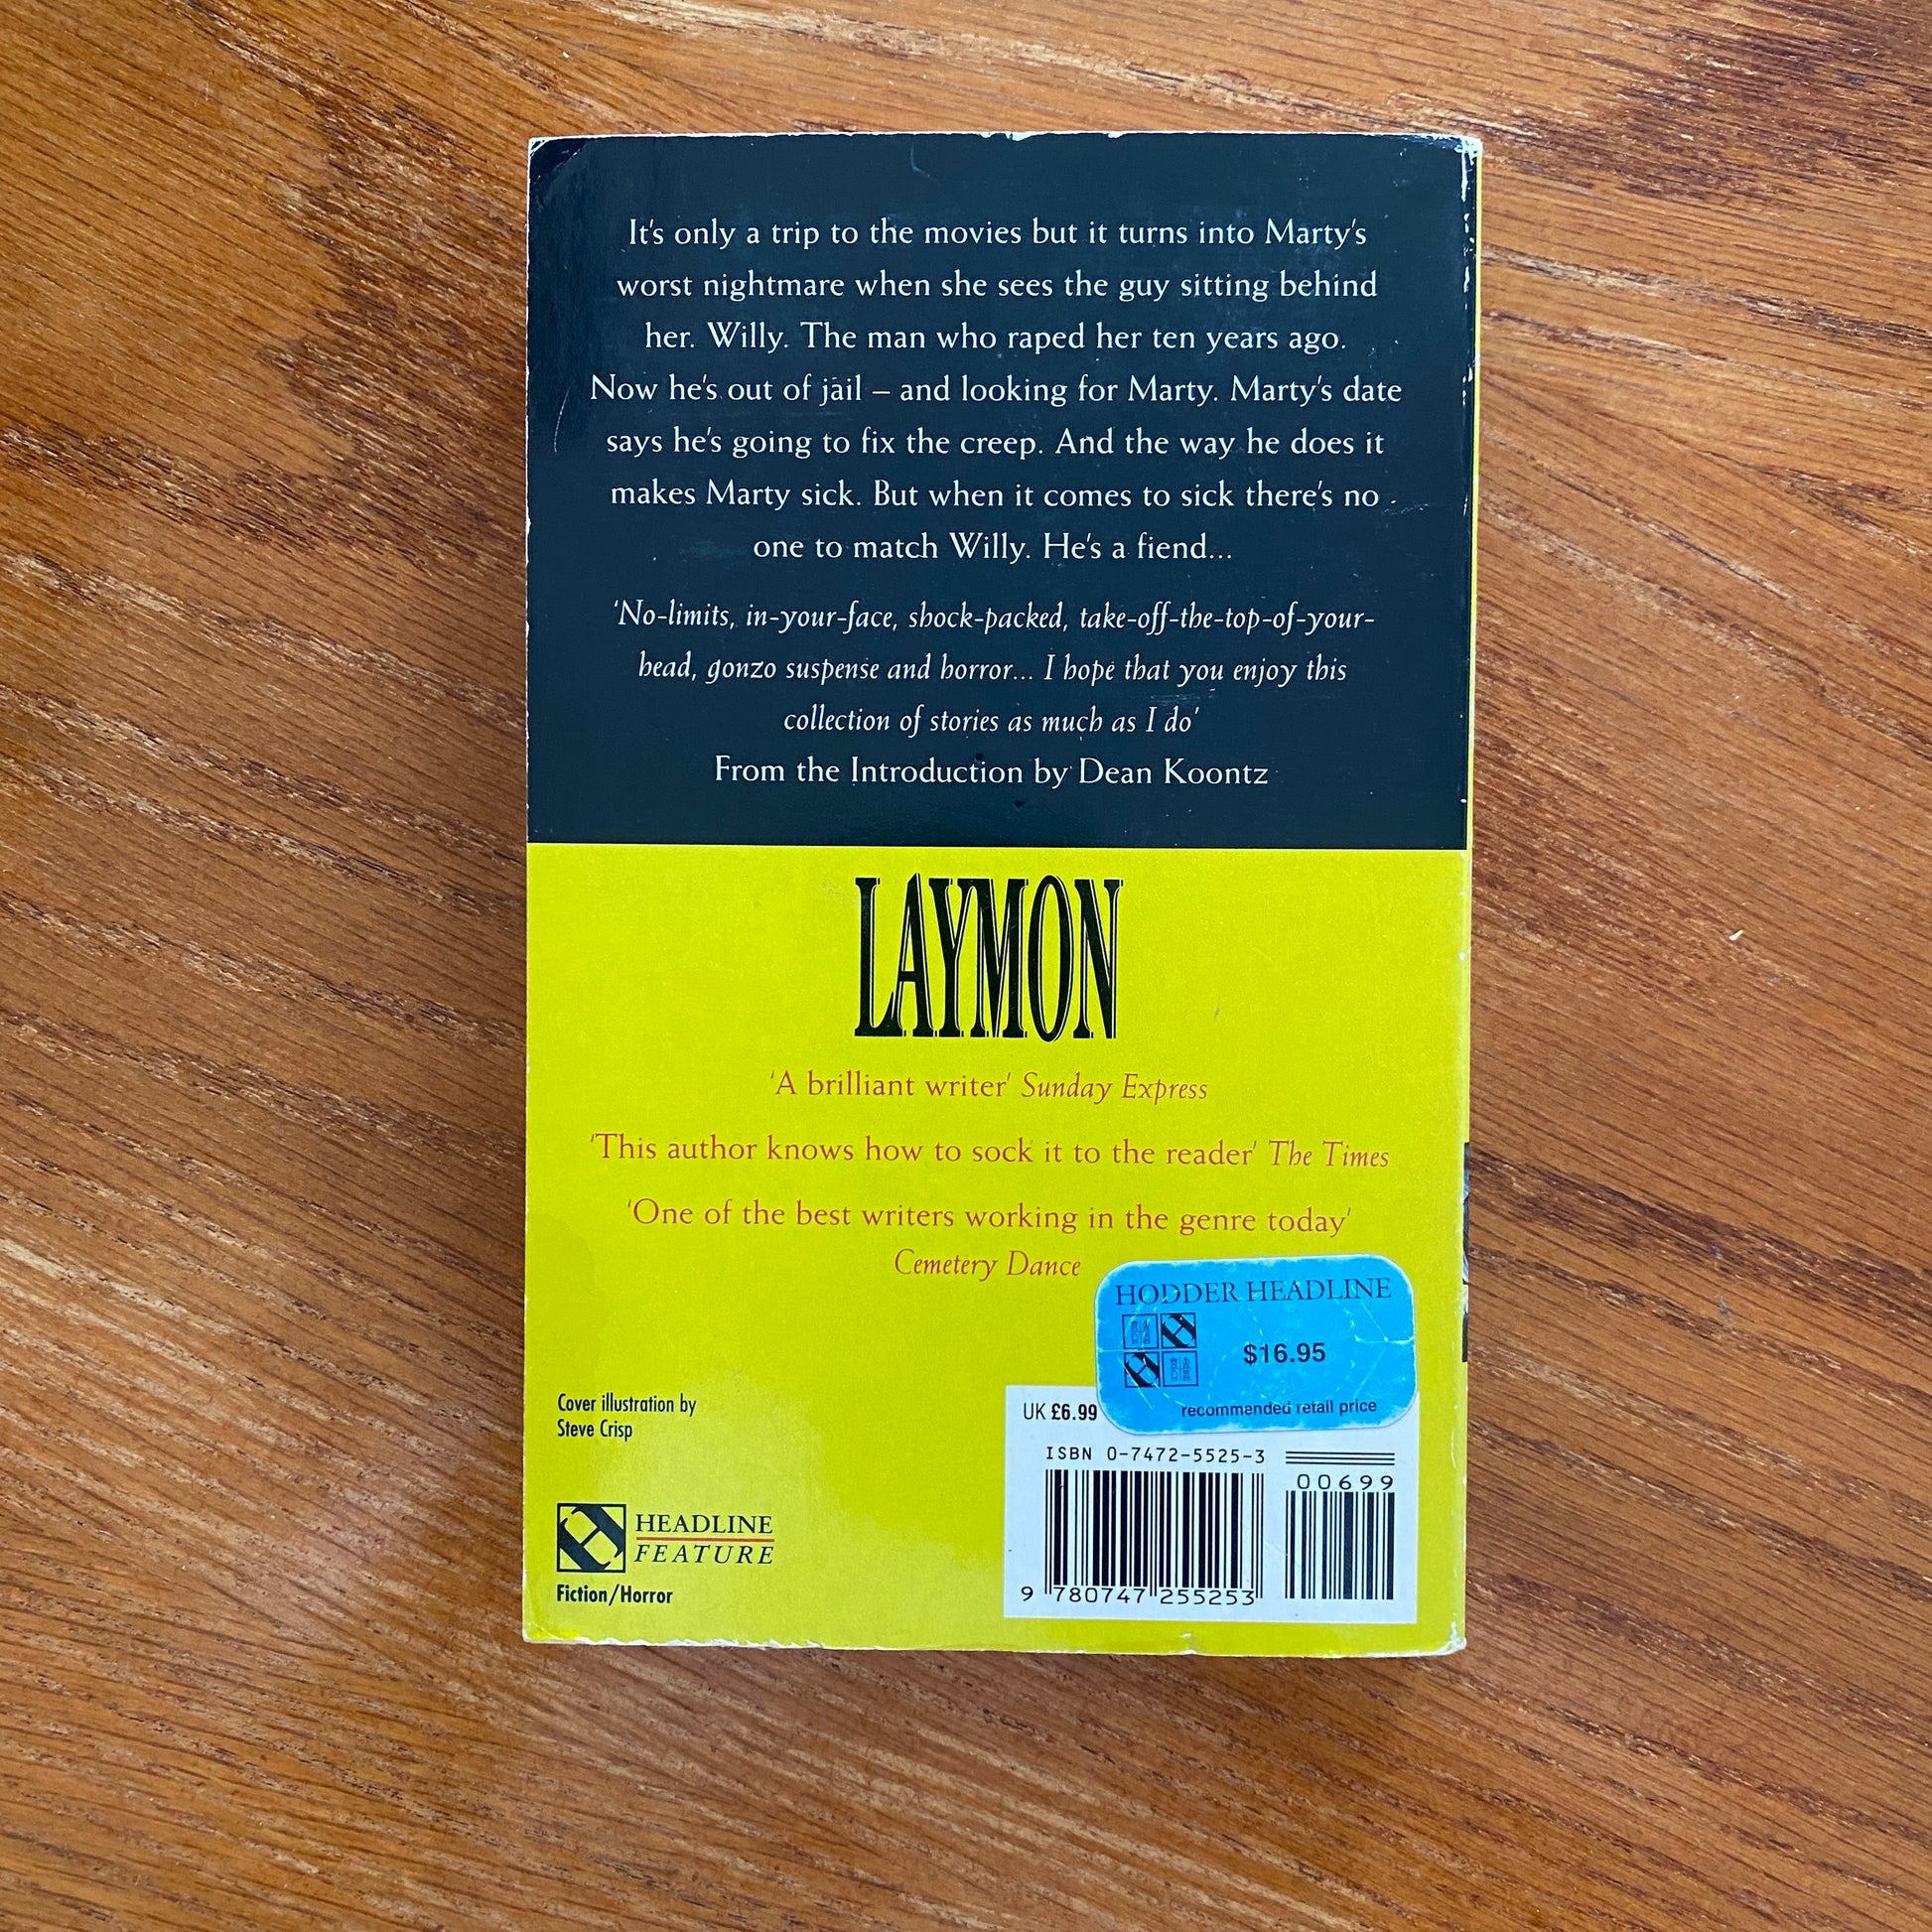 It's only a trip to the movies but it turns into Marty's
worst nightmare when she sees the guy sitting behind
her. Willy. The man who raped her ten years ago.
Now he's out of jail – and looking for Marty. Marty's date
says he's going to fix the creep. And the way he does it
makes Marty sick. But when it comes to sick there's no
one to match Willy. He's a fiend...
'No-limits, in-your-face, shock-packed, take-off-the-top-of-your-
head, gonzo suspense and horror... I hope that you enjoy this
collection of stories as much as I do'
From the Introduction by Dean Koontz
LAYMON
'A brilliant writer' Sunday Express
'This author knows how to sock it to the reader' The Times
'One of the best writers working in the genre today'
Cemetery Dance
HODDER HEADLINE
$16.95
recommended retail price
Cover illustration by
Steve Crisp
HEADLINE
FEATURE
Fiction/Horror
UK £6.99
ISBN 0-7472-5525-3
00699
9 780747 255253